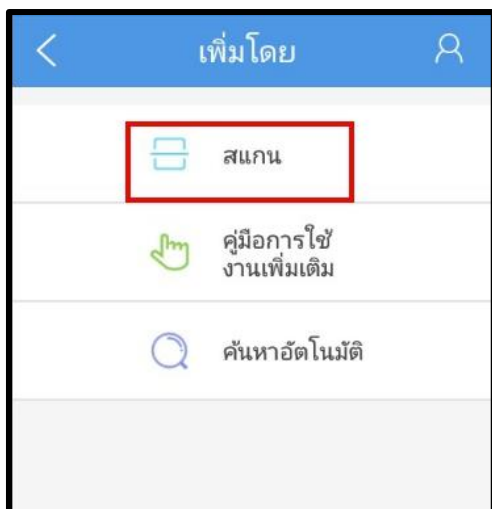 เพิ่มโดย
สแกน
คู่มือการใช้
งานเพิ่มเติม
ค้นหาอัตโนมัติ